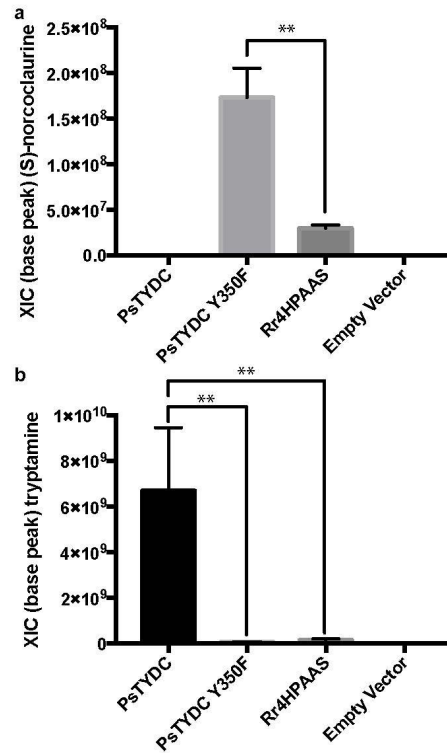 a
XIC (base peak) (S)-norcoclaurine
2.5×10⁸
2.0×10⁸
1.5×10⁸
1.0×10⁸
5.0×10⁷
0.0
**
PsTYDC
PsTYDC Y350F
Rr4HPAAS
Empty Vector
b
XIC (base peak) tryptamine
1×10¹⁰
8×10⁹
6×10⁹
4×10⁹
2×10⁹
0
**
**
PsTYDC
PsTYDC Y350F
Rr4HPAAS
Empty Vector